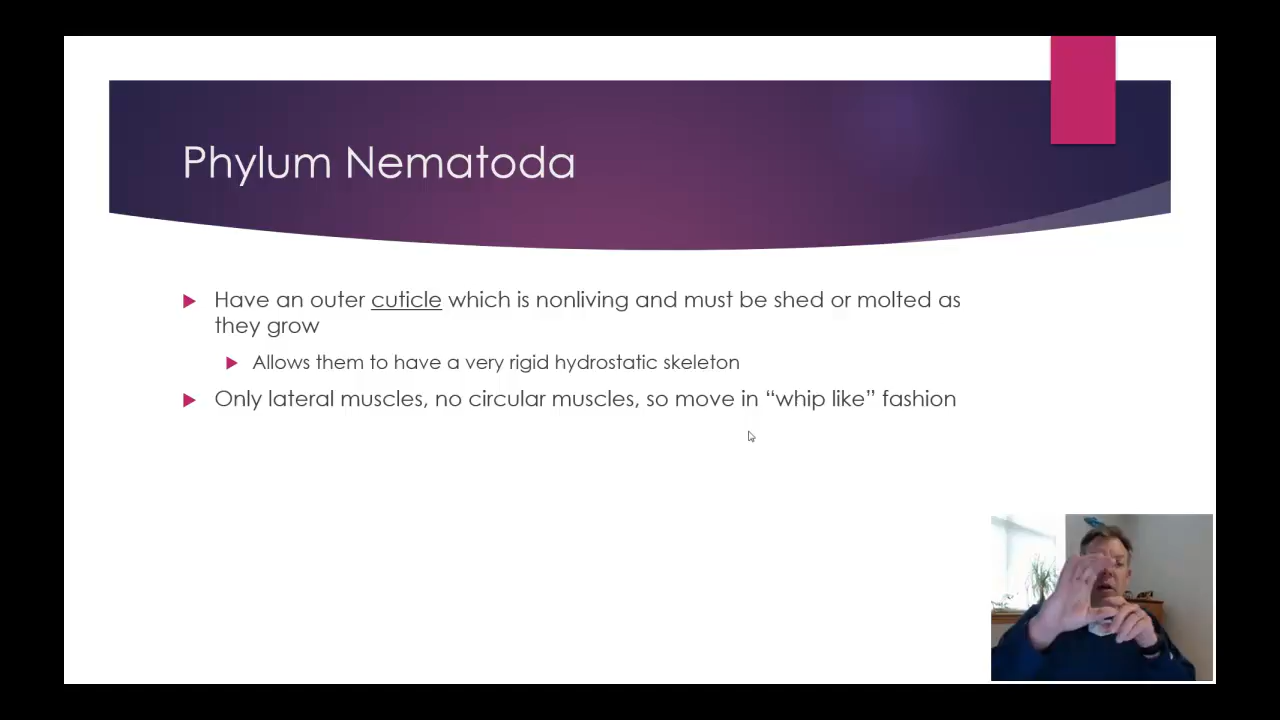 Phylum Nematoda
Have an outer cuticle which is nonliving and must be shed or molted as
they grow
Allows them to have a very rigid hydrostatic skeleton
Only lateral muscles, no circular muscles, so move in “whip like” fashion